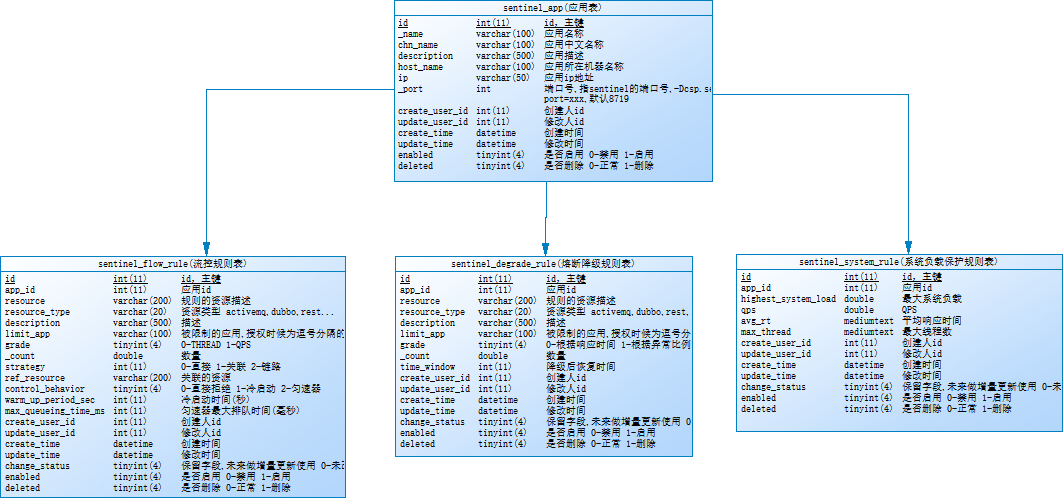 sentinel_app(应用表)
id int(11) id, 主键
_name varchar(100) 应用名称
chn_name varchar(100) 应用中文名称
description varchar(500) 应用描述
host_name varchar(100) 应用所在机器名称
ip varchar(50) 应用ip地址
_port int 端口号,指sentinel的端口号,-Dcsp.se
port=xxx,默认8719
create_user_id int(11) 创建人id
update_user_id int(11) 修改人id
create_time datetime 创建时间
update_time datetime 修改时间
enabled tinyint(4) 是否启用 0-禁用 1-启用
deleted tinyint(4) 是否删除 0-正常 1-删除
sentinel_flow_rule(流控规则表)
id int(11) id, 主键
app_id int(11) 应用id
resource varchar(200) 规则的资源描述
resource_type varchar(20) 资源类型 activemq,dubbo,rest...
description varchar(500) 描述
limit_app varchar(100) 被限制的应用,授权时候为逗号分隔的
grade tinyint(4) 0-THREAD 1-QPS
_count double 数量
strategy int(11) 0-直接 1-关联 2-链路
ref_resource varchar(200) 关联的资源
control_behavior tinyint(4) 0-直接拒绝 1-冷启动 2-匀速器
warm_up_period_sec int(11) 冷启动时间(秒)
max_queueing_time_ms int(11) 匀速器最大排队时间(毫秒)
create_user_id int(11) 创建人id
update_user_id int(11) 修改人id
create_time datetime 创建时间
update_time datetime 修改时间
change_status tinyint(4) 保留字段,未来做增量更新使用 0-未
enabled tinyint(4) 是否启用 0-禁用 1-启用
deleted tinyint(4) 是否删除 0-正常 1-删除
sentinel_degrade_rule(熔断降级规则表)
id int(11) id, 主键
app_id int(11) 应用id
resource varchar(200) 规则的资源描述
resource_type varchar(20) 资源类型 activemq,dubbo,rest,
description varchar(500) 描述
limit_app varchar(100) 被限制的应用,授权时候为逗号
grade tinyint(4) 0-根据响应时间 1-根据异常比例
_count double 数量
time_window int(11) 降级后恢复时间
create_user_id int(11) 创建人id
update_user_id int(11) 修改人id
create_time datetime 创建时间
update_time datetime 修改时间
change_status tinyint(4) 保留字段,未来做增量更新使用 0
enabled tinyint(4) 是否启用 0-禁用 1-启用
deleted tinyint(4) 是否删除 0-正常 1-删除
sentinel_system_rule(系统负载保护规则表)
id int(11) id, 主键
app_id int(11) 应用id
highest_system_load double 最大系统负载
qps double QPS
avg_rt mediumtext 平均响应时间
max_thread mediumtext 最大线程数
create_user_id int(11) 创建人id
update_user_id int(11) 修改人id
create_time datetime 创建时间
update_time datetime 修改时间
change_status tinyint(4) 保留字段,未来做增量更新使用 0-未
enabled tinyint(4) 是否启用 0-禁用 1-启用
deleted tinyint(4) 是否删除 0-正常 1-删除